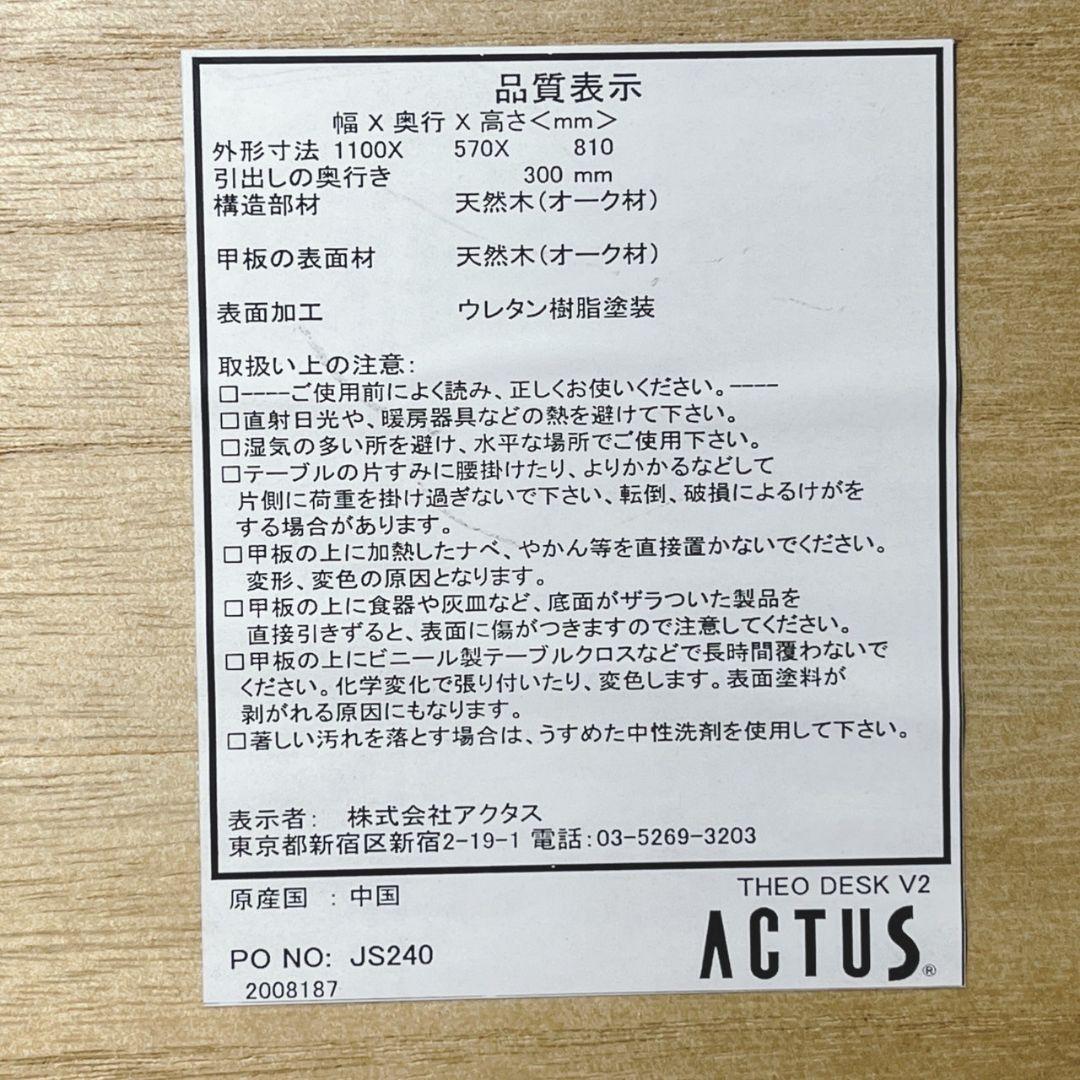 品質表示
幅 X 奥行 X 高さ<mm>
外形寸法 1100X 570X 810
引出しの奥行き 300 mm
構造部材 天然木(オーク材)
甲板の表面材 天然木(オーク材)
表面加工 ウレタン樹脂塗装
取扱い上の注意:
□----ご使用前によく読み、正しくお使いください。----
□直射日光や、暖房器具などの熱を避けて下さい。
□湿気の多い所を避け、水平な場所でご使用下さい。
□テーブルの片すみに腰掛けたり、よりかかるなどして
片側に荷重を掛け過ぎないで下さい、転倒、破損によるけがを
する場合があります。
□甲板の上に加熱したナベ、やかん等を直接置かないでください。
変形、変色の原因となります。
□甲板の上に食器や灰皿など、底面がザラついた製品を
直接引きずると、表面に傷がつきますので注意してください。
□甲板の上にビニール製テーブルクロスなどで長時間覆わないで
ください。化学変化で張り付いたり、変色します。表面塗料が
剥がれる原因にもなります。
□著しい汚れを落とす場合は、うすめた中性洗剤を使用して下さい。
表示者: 株式会社アクタス
東京都新宿区新宿2-19-1 電話:03-5269-3203
原産国 : 中国
THEO DESK V2
ACTUS®
PO NO: JS240
2008187